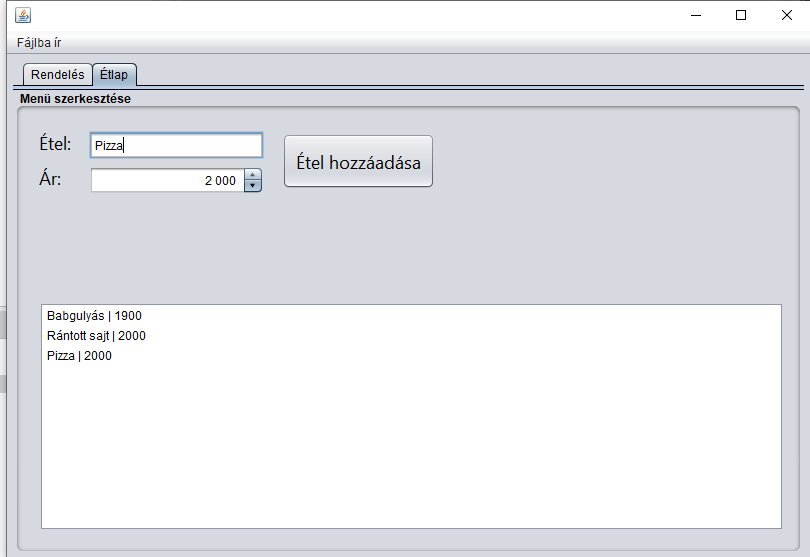 Fájlba ír
Rendelés Étlap
Menü szerkesztése
Étel: Pizza
Étel hozzáadása
Ár: 2 000
Babgulyás | 1900
Rántott sajt | 2000
Pizza | 2000